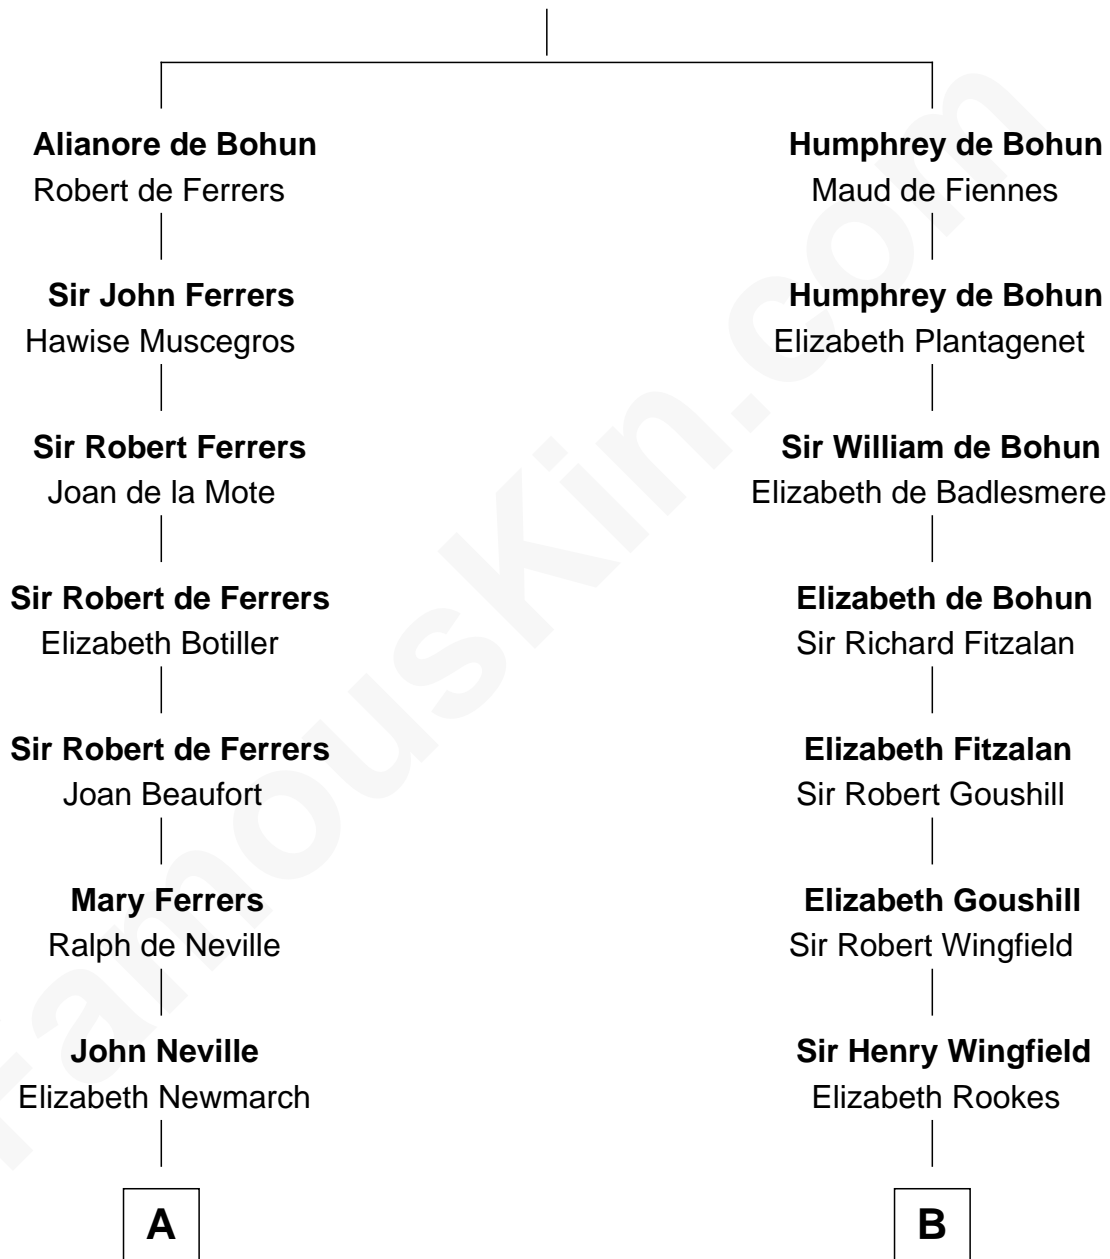 Alianore de Bohun
Robert de Ferrers
Humphrey de Bohun
Maud de Fiennes
Sir John Ferrers
Hawise Muscegros
Humphrey de Bohun
Elizabeth Plantagenet
Sir Robert Ferrers
Joan de la Mote
Sir William de Bohun
Elizabeth de Badlesmere
Sir Robert de Ferrers
Elizabeth Botiller
Elizabeth de Bohun
Sir Richard Fitzalan
Sir Robert de Ferrers
Joan Beaufort
Elizabeth Fitzalan
Sir Robert Goushill
Mary Ferrers
Ralph de Neville
Elizabeth Goushill
Sir Robert Wingfield
John Neville
Elizabeth Newmarch
Sir Henry Wingfield
Elizabeth Rookes
A
B
FamousKin.com